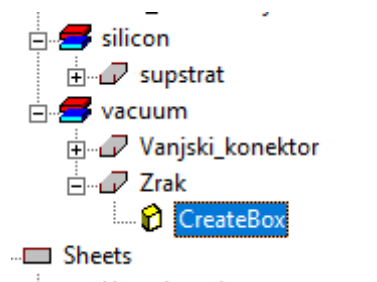 silicon
supstrat
vacuum
Vanjski_konektor
Zrak
CreateBox
Sheets